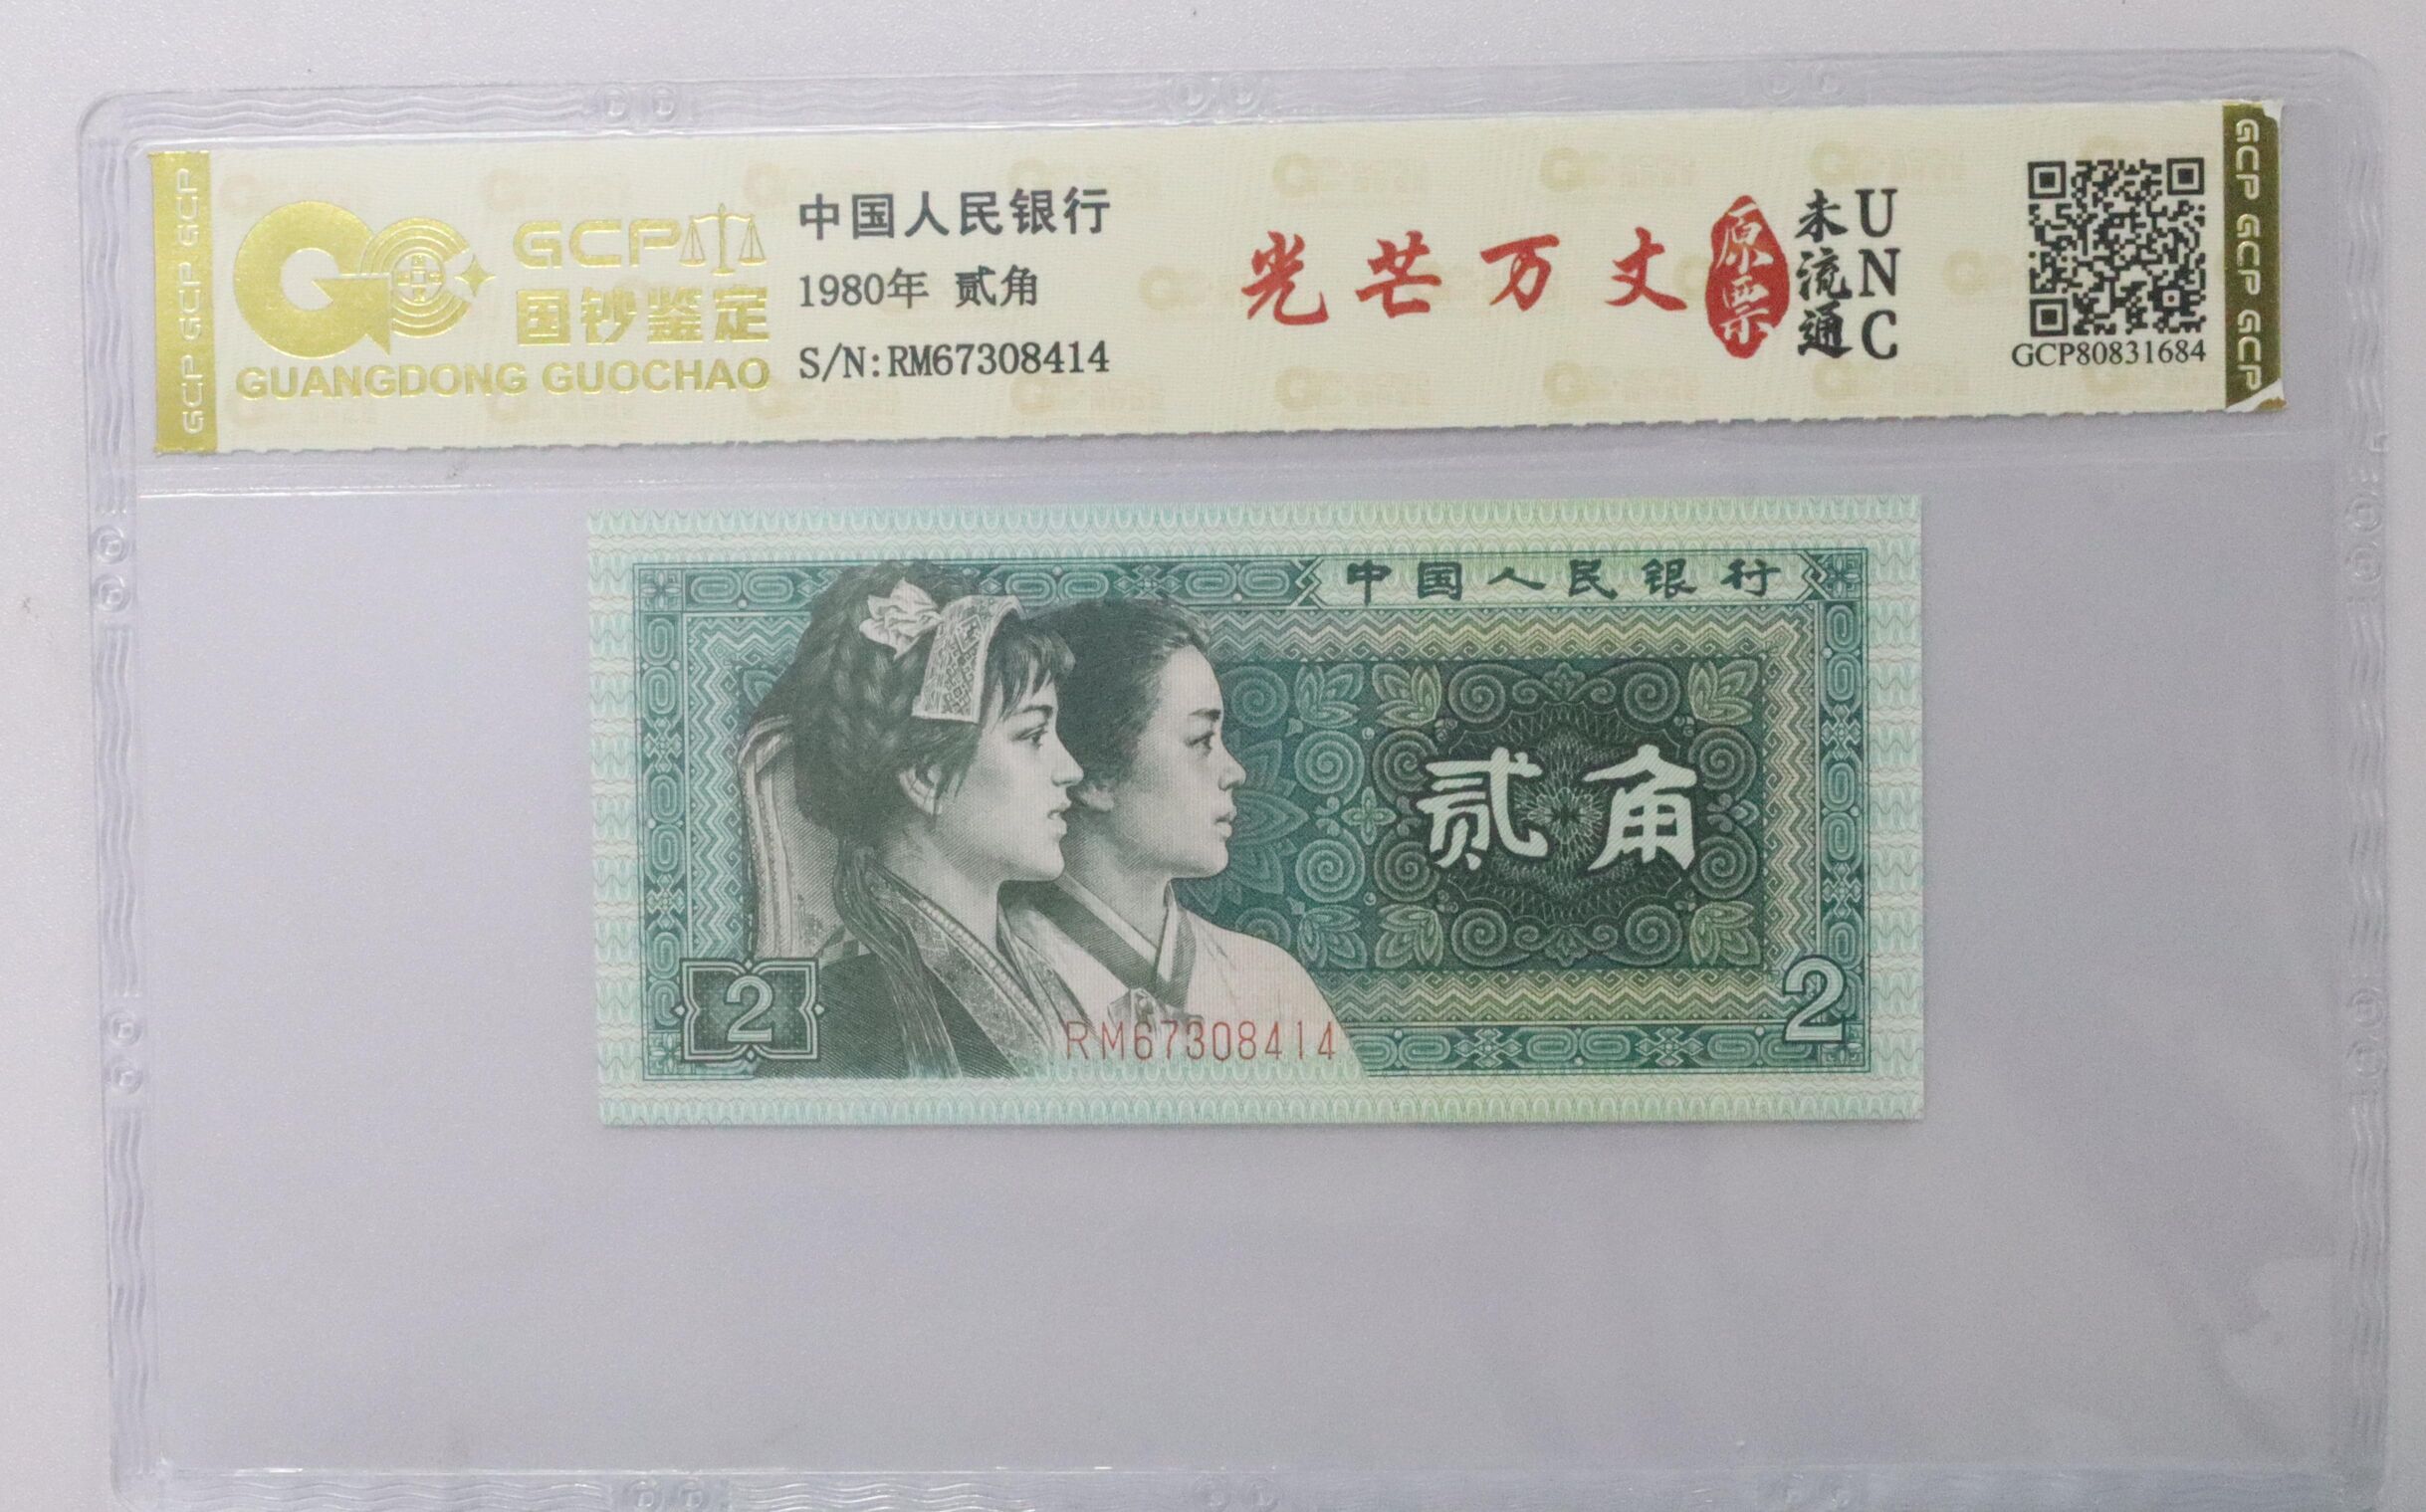 GCP GCP GCP
GCP
国钞鉴定
GUANGDONG GUOCHAO
中国人民银行
1980年 贰角
S/N:RM67308414
光芒万丈
原票
未流通
UNC
GCP80831684
GCP GCP GCP GCP
中国人民银行
贰角
2
2
RM67308414